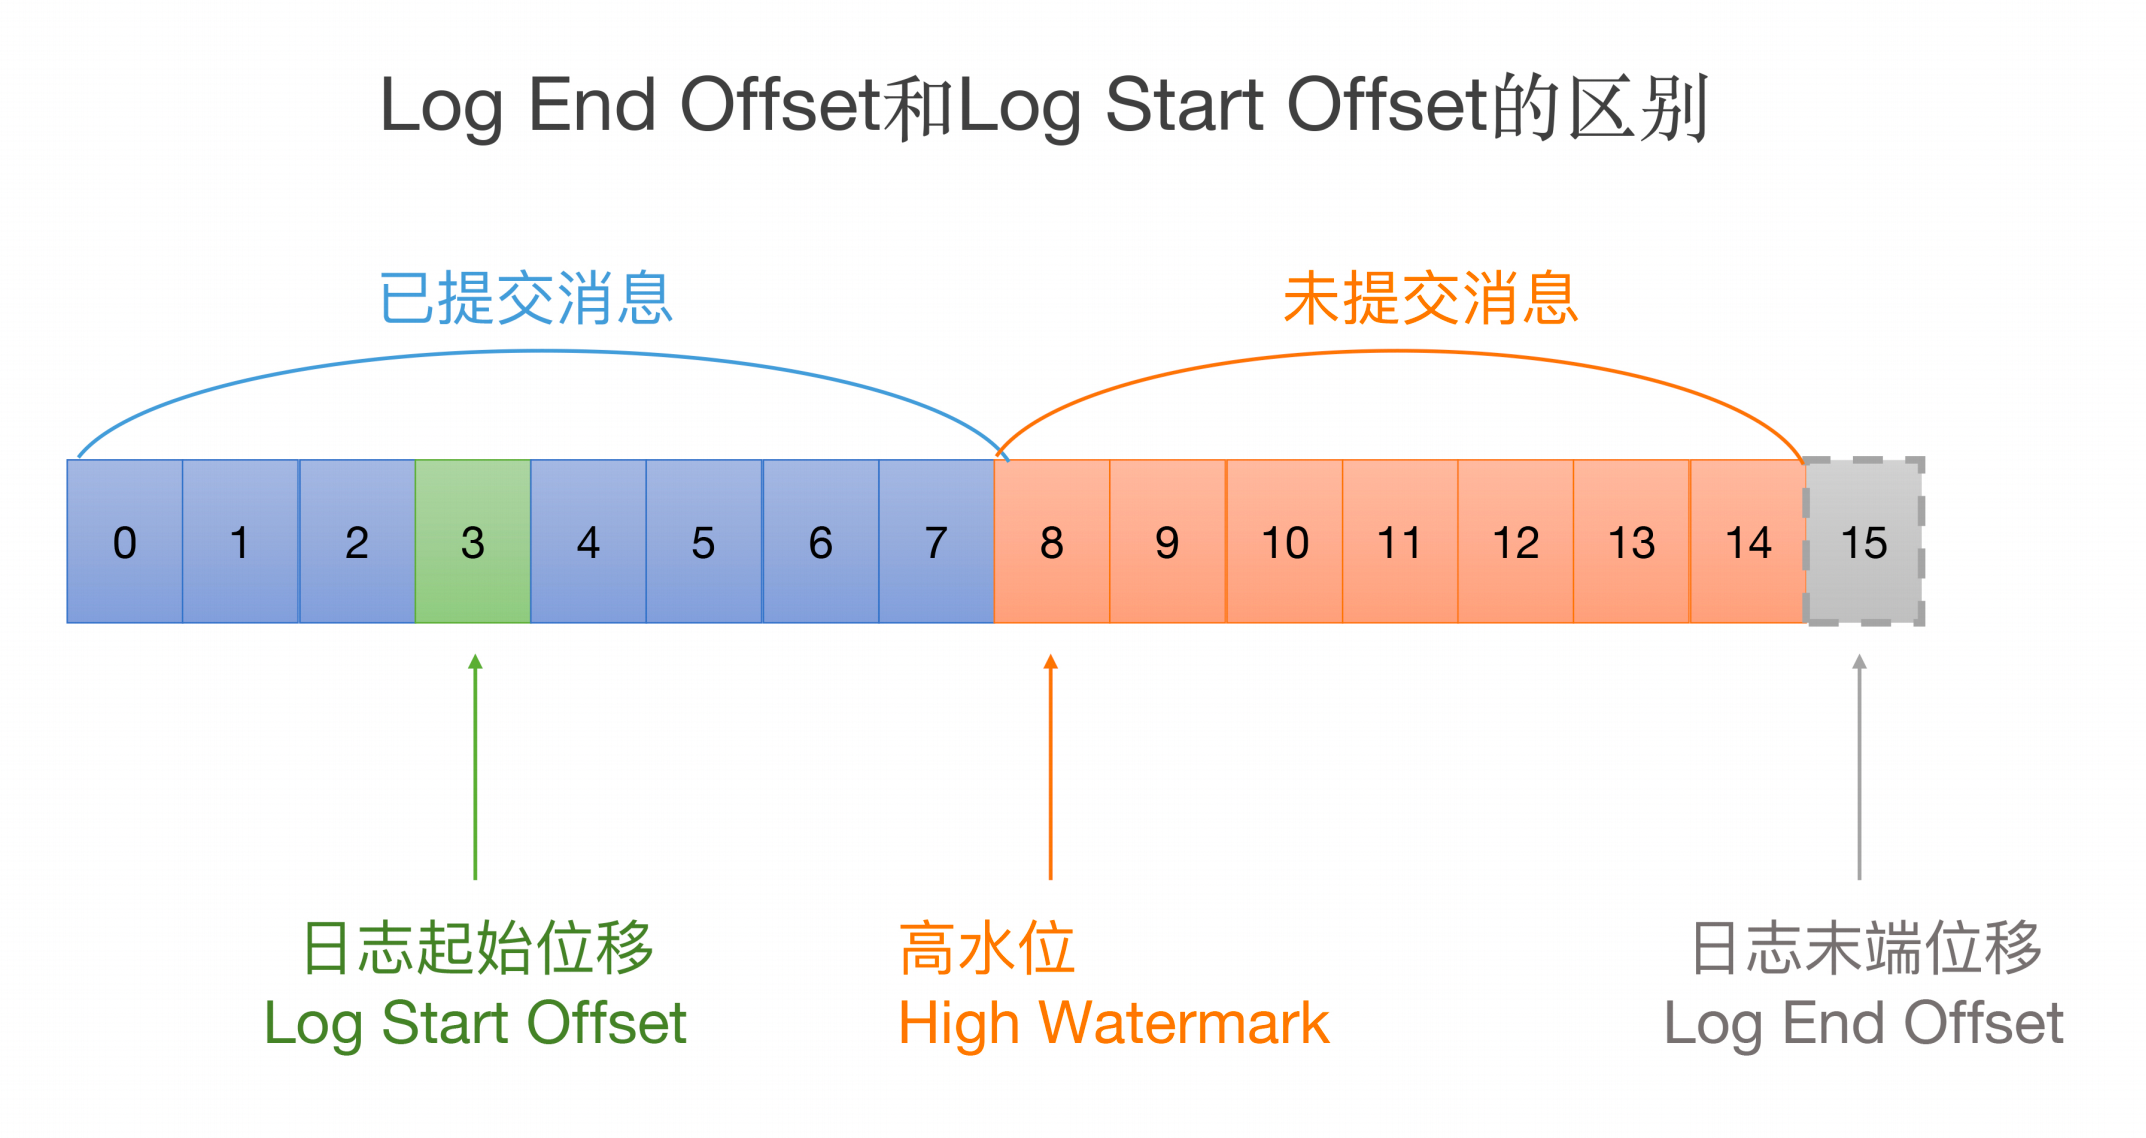 Log End Offset和Log Start Offset的区别
已提交消息
未提交消息
0 1 2 3 4 5 6 7 8 9 10 11 12 13 14 15
日志起始位移
Log Start Offset
高水位
High Watermark
日志末端位移
Log End Offset